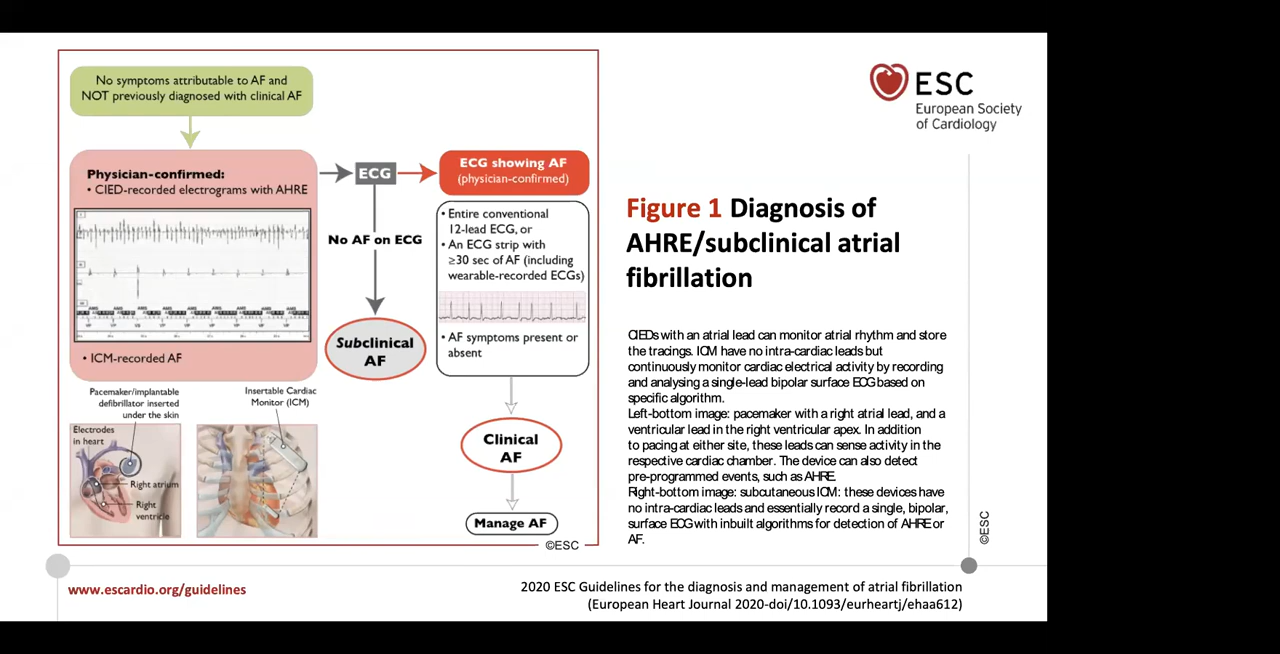 No symptoms attributable to AF and
NOT previously diagnosed with clinical AF
Physician-confirmed:
• CIED-recorded electrograms with AHRE
• ICM-recorded AF
ECG
No AF on ECG
Subclinical
AF
ECG showing AF
(physician-confirmed)
• Entire conventional
12-lead ECG, or
• An ECG strip with
≥30 sec of AF (including
wearable-recorded ECGs)
• AF symptoms present or
absent
Clinical
AF
Manage AF
Pacemaker/implantable
defibrillator inserted
under the skin
Electrodes
in heart
Right atrium
Right
ventricle
Insertable Cardiac
Monitor (ICM)
©ESC
ESC
European Society
of Cardiology
Figure 1 Diagnosis of
AHRE/subclinical atrial
fibrillation
CIEDs with an atrial lead can monitor atrial rhythm and store
the tracings. ICM have no intra-cardiac leads but
continuously monitor cardiac electrical activity by recording
and analysing a single-lead bipolar surface ECG based on
specific algorithm.
Left-bottom image: pacemaker with a right atrial lead, and a
ventricular lead in the right ventricular apex. In addition
to pacing at either site, these leads can sense activity in the
respective cardiac chamber. The device can also detect
pre-programmed events, such as AHRE.
Right-bottom image: subcutaneous ICM: these devices have
no intra-cardiac leads and essentially record a single, bipolar,
surface ECG with inbuilt algorithms for detection of AHRE or
AF.
©ESC
www.escardio.org/guidelines
2020 ESC Guidelines for the diagnosis and management of atrial fibrillation
(European Heart Journal 2020-doi/10.1093/eurheartj/ehaa612)